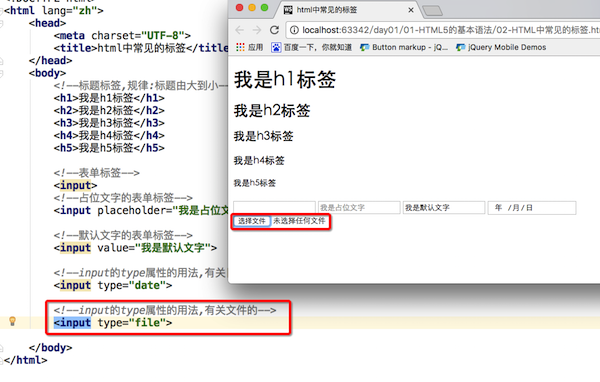 <html lang="zh">
<head>
<meta charset="UTF-8">
<title>html中常见的标签</title
</head>
<body>
<!--标题标签,规律:标题由大到小--
<h1>我是h1标签</h1>
<h2>我是h2标签</h2>
<h3>我是h3标签</h3>
<h4>我是h4标签</h4>
<h5>我是h5标签</h5>
<!--表单标签-->
<input>
<!--占位文字的表单标签-->
<input placeholder="我是占位文
<!--默认文字的表单标签-->
<input value="我是默认文字">
<!--input的type属性的用法,有关
<input type="date">
<!--input的type属性的用法,有关文件的-->
<input type="file">
</body>
</html>
html中常见的标签
localhost:63342/day01/01-HTML5的基本语法/02-HTML中常见的标签.htm
应用 百度一下，你就知道 Button markup - jQ... jQuery Mobile Demos
我是h1标签
我是h2标签
我是h3标签
我是h4标签
我是h5标签
我是占位文字 我是默认文字 年 /月/日
选择文件 未选择任何文件